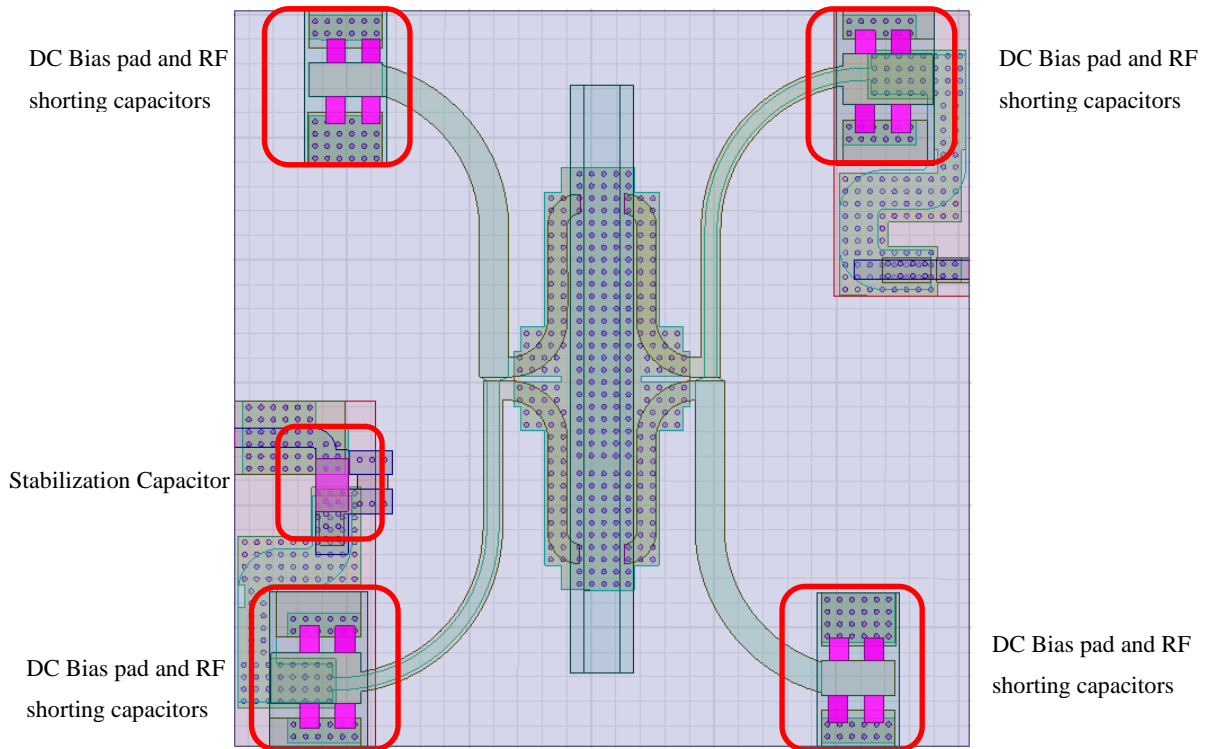 DC Bias pad and RF
shorting capacitors
DC Bias pad and RF
shorting capacitors
Stabilization Capacitor
DC Bias pad and RF
shorting capacitors
DC Bias pad and RF
shorting capacitors